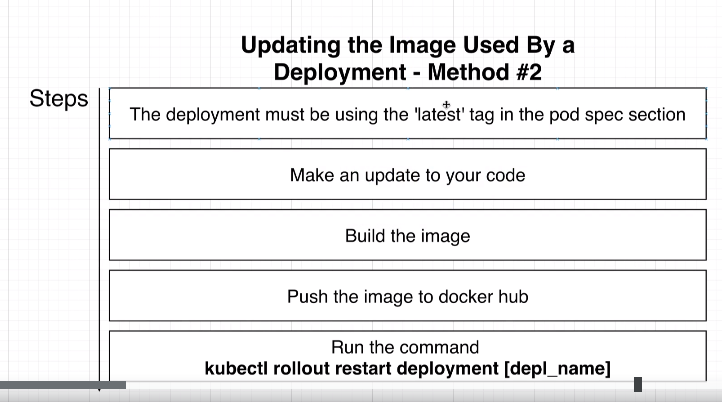 Updating the Image Used By a
Deployment - Method #2
Steps
The deployment must be using the 'latest' tag in the pod spec section
Make an update to your code
Build the image
Push the image to docker hub
Run the command
kubectl rollout restart deployment [depl_name]